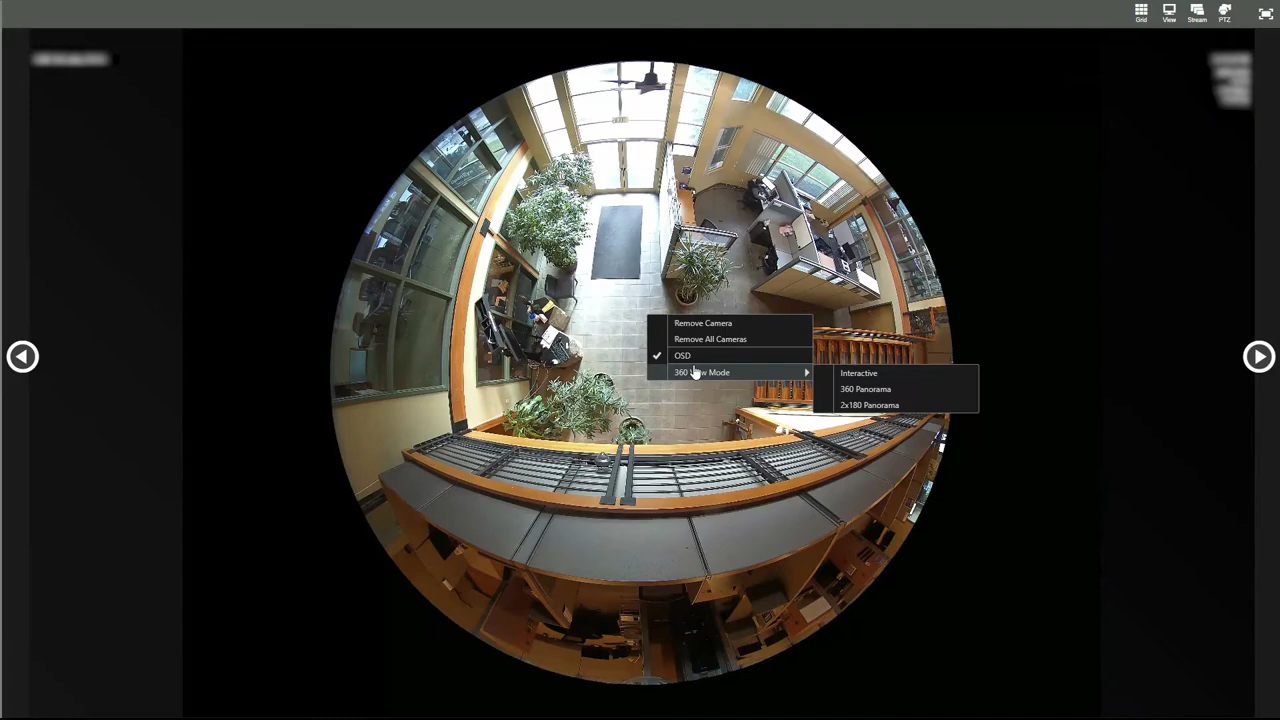 Grid
View
Stream
PTZ
Remove Camera
Remove All Cameras
OSD
Interactive
360 Panorama
2x180 Panorama
360 Mode